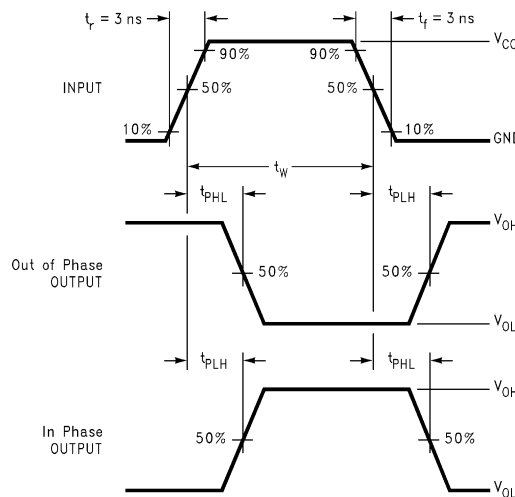 tr = 3 ns
tf = 3 ns
VCC
90%
90%
INPUT
50%
50%
10%
10%
GND
tW
tPHL
tPLH
VOH
Out of Phase
OUTPUT
50%
50%
VOL
tPLH
tPHL
VOH
In Phase
OUTPUT
50%
50%
VOL